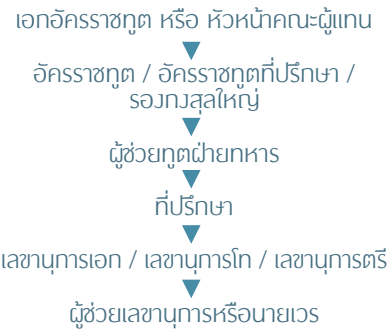 เอกอัครราชทูต หรือ หัวหน้าคณะผู้แทน
อัครราชทูต / อัครราชทูตที่ปรึกษา /
รองกงสุลใหญ่
ผู้ช่วยทูตฝ่ายทหาร
ที่ปรึกษา
เลขานุการเอก / เลขานุการโท / เลขานุการตรี
ผู้ช่วยเลขานุการหรือนายเวร